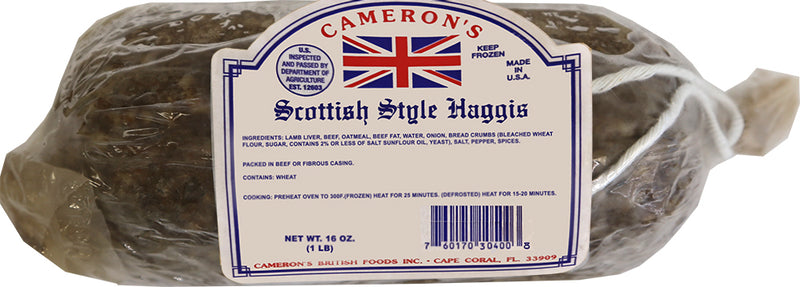 CAMERON'S
U.S.
INSPECTED
AND PASSED BY
DEPARTMENT OF
AGRICULTURE
EST. 12603
KEEP
FROZEN
MADE
IN
U.S.A.
Scottish Style Haggis
INGREDIENTS: LAMB LIVER, BEEF, OATMEAL, BEEF FAT, WATER, ONION, BREAD CRUMBS (BLEACHED WHEAT
FLOUR, SUGAR, CONTAINS 2% OR LESS OF SALT SUNFLOUR OIL, YEAST), SALT, PEPPER, SPICES.
PACKED IN BEEF OR FIBROUS CASING.
CONTAINS: WHEAT
COOKING: PREHEAT OVEN TO 300F.(FROZEN) HEAT FOR 25 MINUTES. (DEFROSTED) HEAT FOR 15-20 MINUTES.
NET WT. 16 OZ.
(1 LB)
7 60170 30400 8
CAMERON'S BRITISH FOODS INC. • CAPE CORAL, FL. 33909